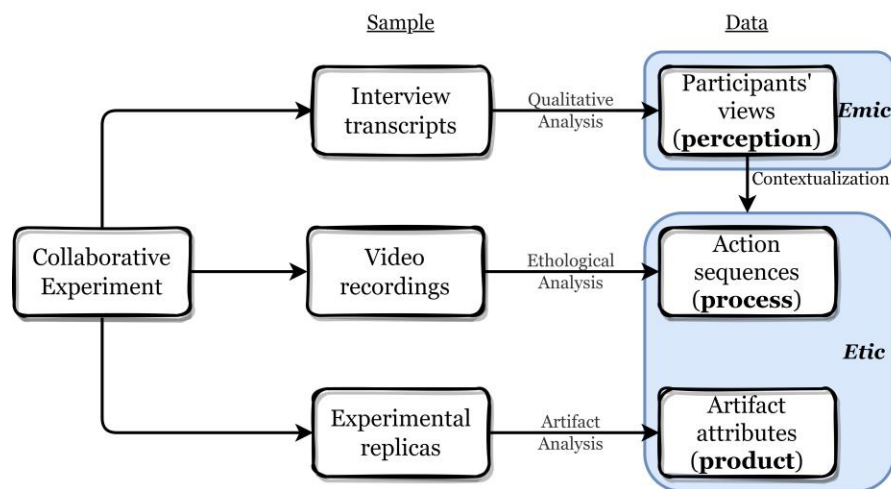 Sample
Data
Interview
transcripts
Qualitative
Analysis
Participants'
views
(perception)
Emic
Contextualization
Collaborative
Experiment
Video
recordings
Ethological
Analysis
Action
sequences
(process)
Etic
Experimental
replicas
Artifact
Analysis
Artifact
attributes
(product)